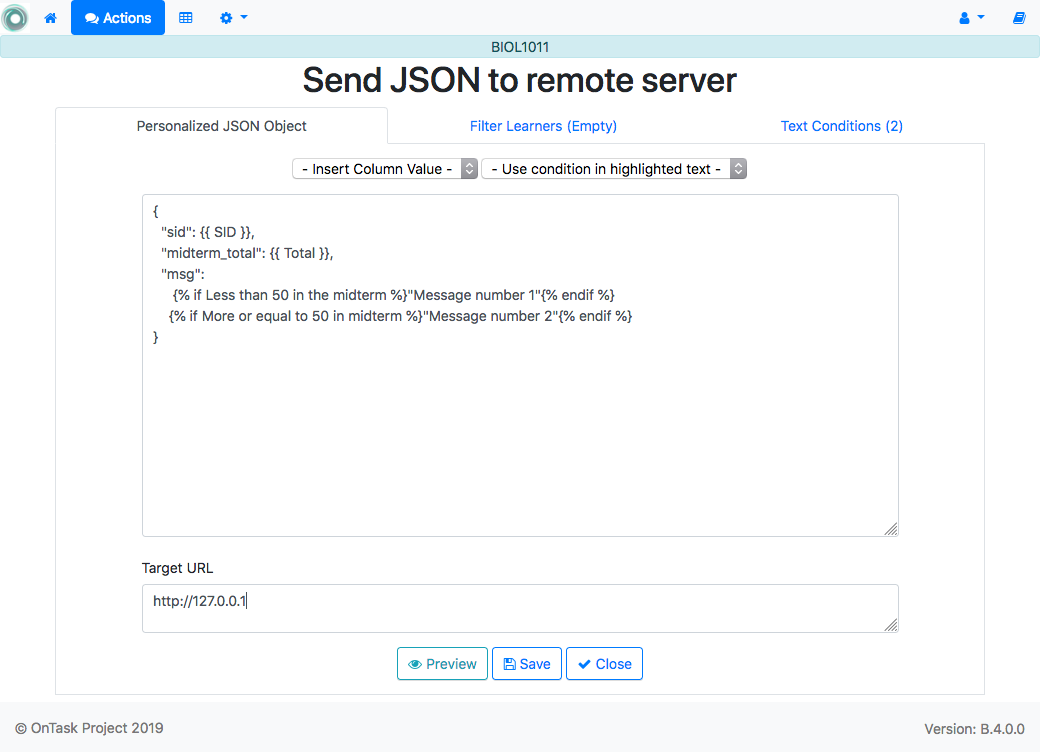 Actions
BIOL1011
Send JSON to remote server
Personalized JSON Object
Filter Learners (Empty)
Text Conditions (2)
- Insert Column Value -
- Use condition in highlighted text -
{
"sid": {{ SID }},
"midterm_total": {{ Total }},
"msg":
{% if Less than 50 in the midterm %}"Message number 1"{% endif %}
{% if More or equal to 50 in midterm %}"Message number 2"{% endif %}
}
Target URL
http://127.0.0.1
Preview
Save
Close
© OnTask Project 2019
Version: B.4.0.0